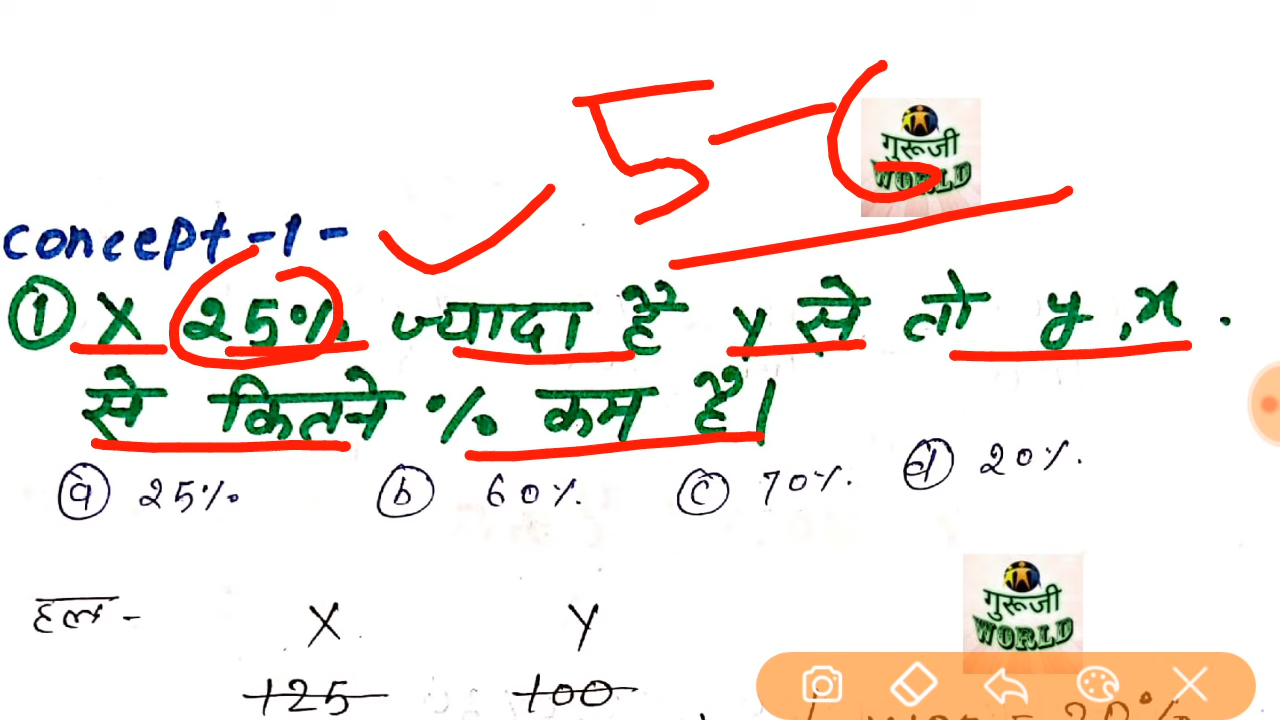 5-6
गुरूजी
WORLD
concept-1-
① X 25% ज्यादा है y से तो y, x.
से कितने % कम है।
ⓐ 25% ⓑ 60% ⓒ 70% ⓓ 20%
गुरूजी
WORLD
हल -
X Y
125 100